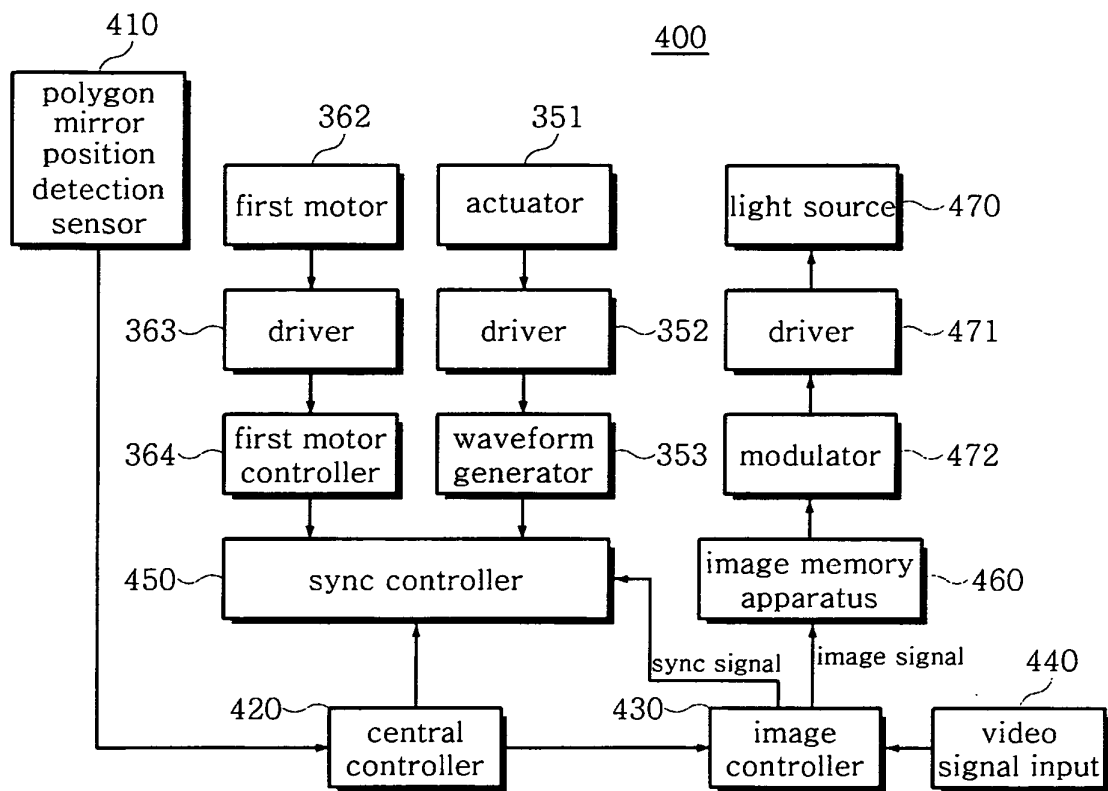 410
400
polygon
mirror
position
detection
sensor
362
351
first motor
actuator
light source
470
363
driver
driver
352
driver
471
364
first motor
controller
waveform
generator
353
modulator
472
450
sync controller
image memory
apparatus
460
sync signal
image signal
440
420
430
central
controller
image
controller
video
signal input